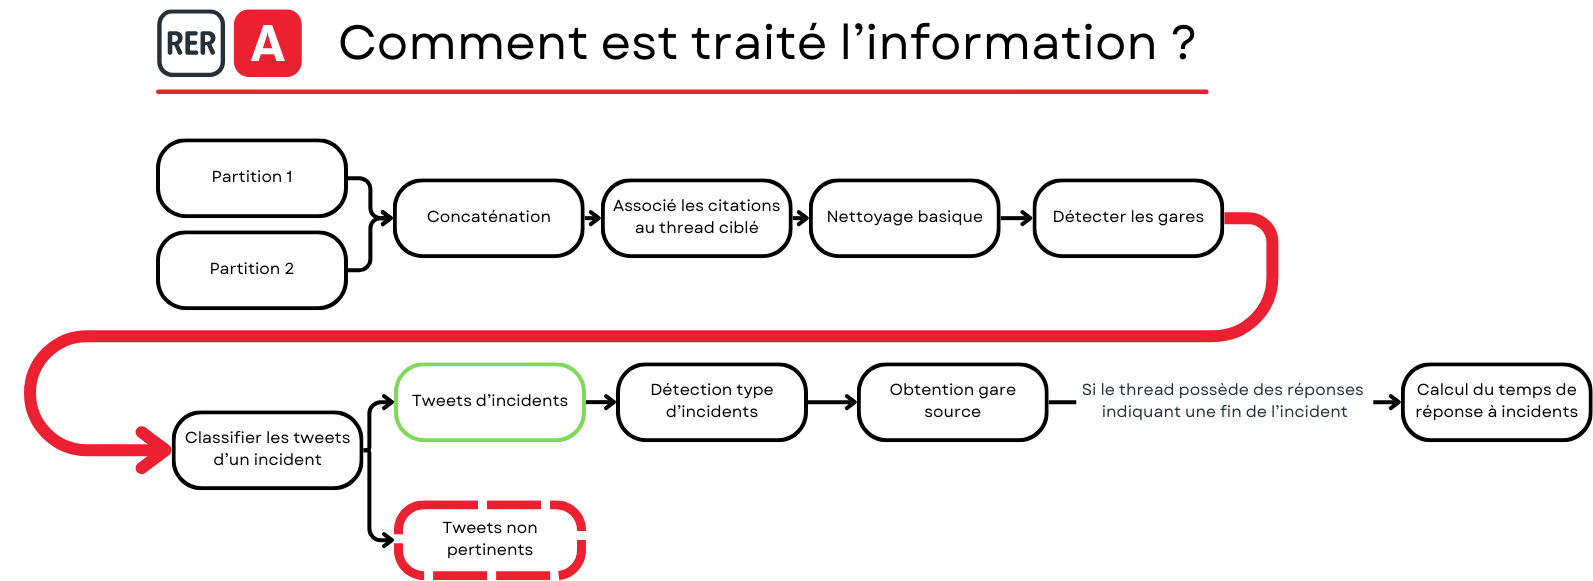 RER A Comment est traité l'information ?
Partition 1
Partition 2
Concaténation
Associé les citations
au thread ciblé
Nettoyage basique
Détecter les gares
Classifier les tweets
d'un incident
Tweets d'incidents
Tweets non
pertinents
Détection type
d'incidents
Obtention gare
source
Si le thread possède des réponses
indiquant une fin de l'incident
Calcul du temps de
réponse à incidents